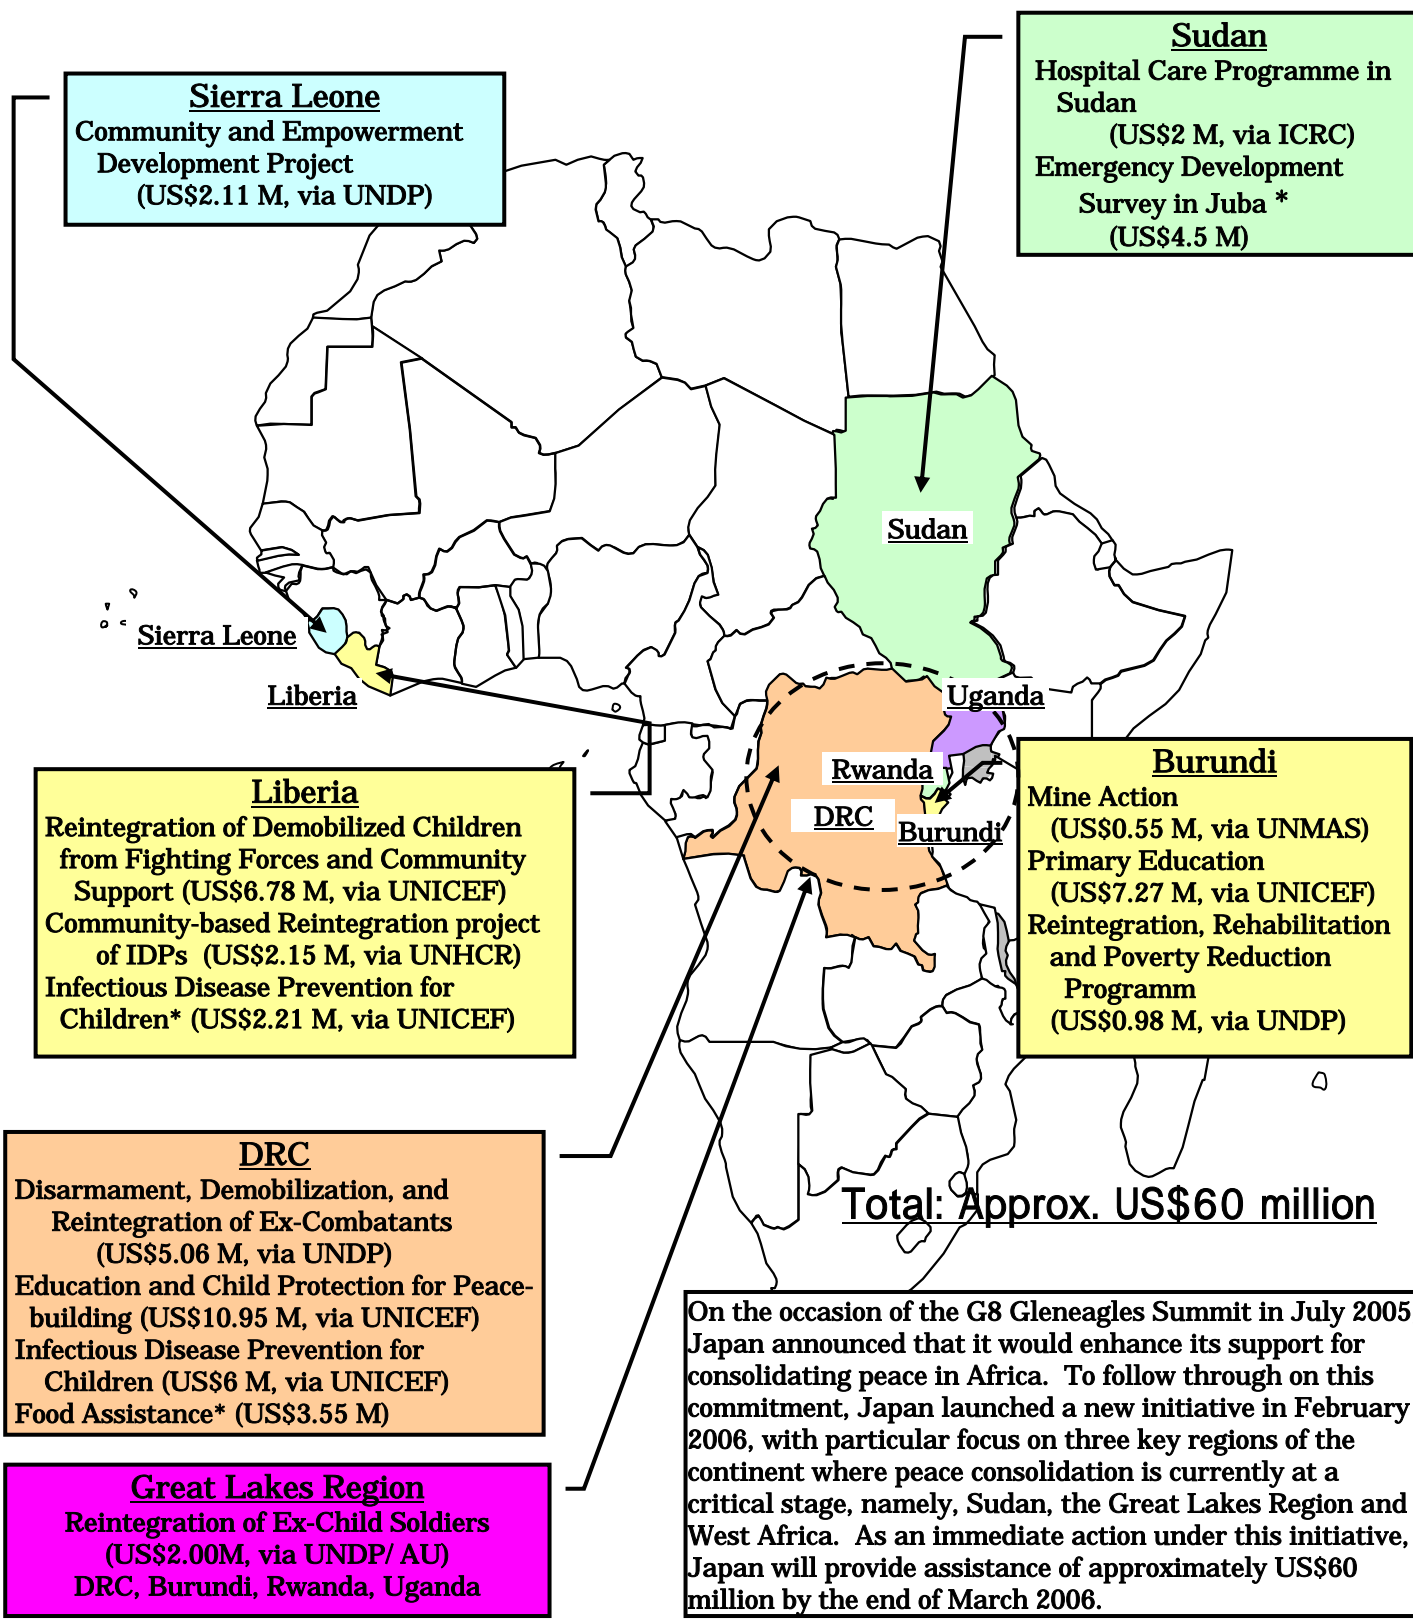 Sudan
Hospital Care Programme in
Sudan
(US$2 M, via ICRC)
Emergency Development
Survey in Juba *
(US$4.5 M)
Sierra Leone
Community and Empowerment
Development Project
(US$2.11 M, via UNDP)
Sudan
Sierra Leone
Liberia
Uganda
Rwanda
DRC
Burundi
Liberia
Reintegration of Demobilized Children
from Fighting Forces and Community
Support (US$6.78 M, via UNICEF)
Community-based Reintegration project
of IDPs (US$2.15 M, via UNHCR)
Infectious Disease Prevention for
Children* (US$2.21 M, via UNICEF)
Burundi
Mine Action
(US$0.55 M, via UNMAS)
Primary Education
(US$7.27 M, via UNICEF)
Reintegration, Rehabilitation
and Poverty Reduction
Programm
(US$0.98 M, via UNDP)
DRC
Disarmament, Demobilization, and
Reintegration of Ex-Combatants
(US$5.06 M, via UNDP)
Education and Child Protection for Peace-
building (US$10.95 M, via UNICEF)
Infectious Disease Prevention for
Children (US$6 M, via UNICEF)
Food Assistance* (US$3.55 M)
Total: Approx. US$60 million
Great Lakes Region
Reintegration of Ex-Child Soldiers
(US$2.00M, via UNDP/ AU)
DRC, Burundi, Rwanda, Uganda
On the occasion of the G8 Gleneagles Summit in July 2005
Japan announced that it would enhance its support for
consolidating peace in Africa. To follow through on this
commitment, Japan launched a new initiative in February
2006, with particular focus on three key regions of the
continent where peace consolidation is currently at a
critical stage, namely, Sudan, the Great Lakes Region and
West Africa. As an immediate action under this initiative,
Japan will provide assistance of approximately US$60
million by the end of March 2006.